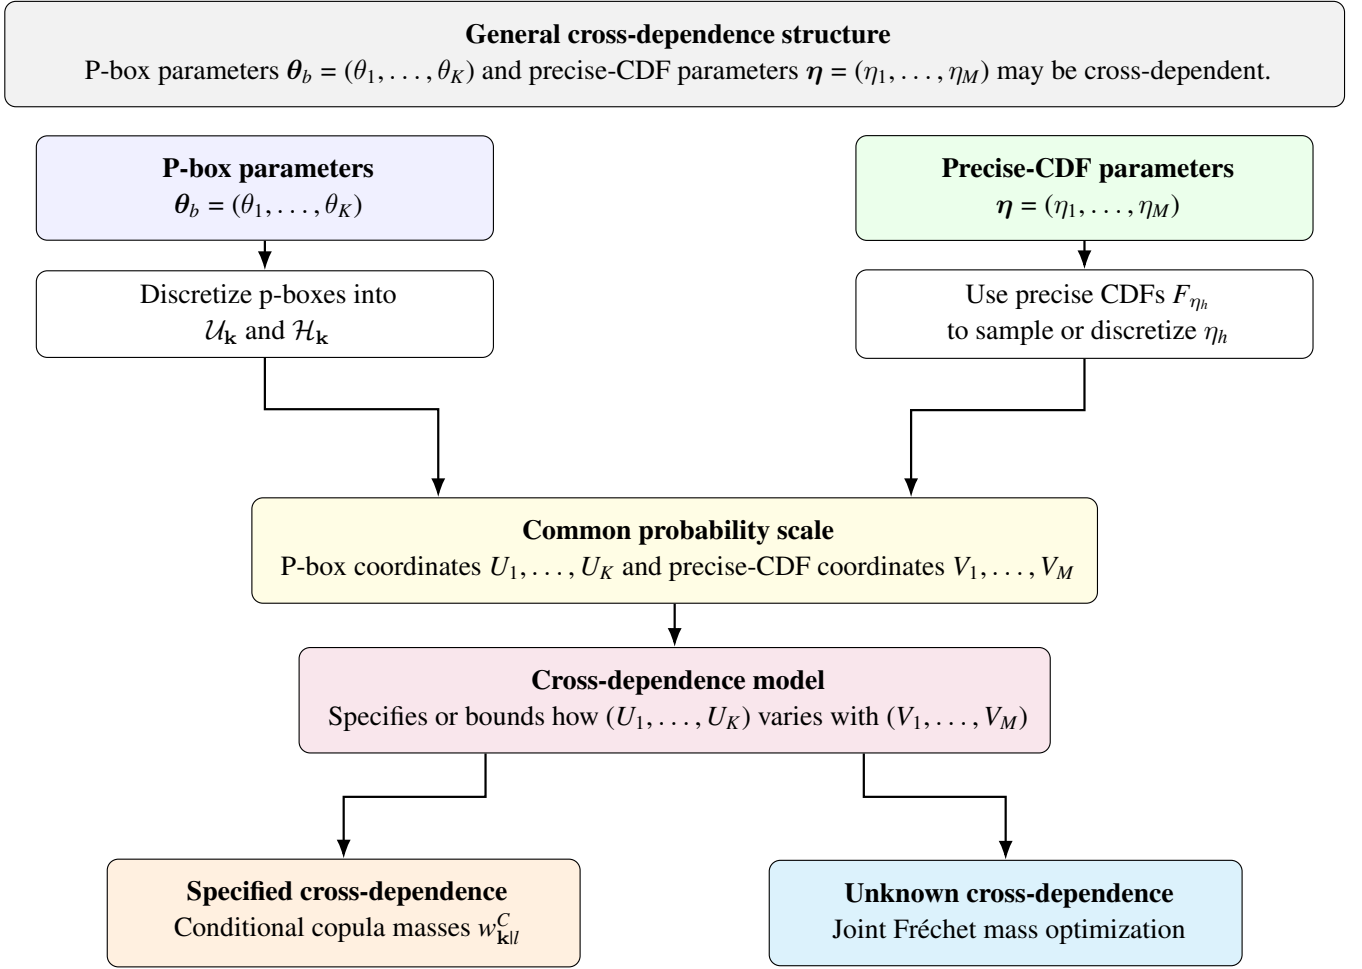 General cross-dependence structure
P-box parameters θ_b = (θ_1, . . . , θ_K) and precise-CDF parameters η = (η_1, . . . , η_M) may be cross-dependent.
P-box parameters
θ_b = (θ_1, . . . , θ_K)
Precise-CDF parameters
η = (η_1, . . . , η_M)
Discretize p-boxes into
𝒰_𝐤 and ℋ_𝐤
Use precise CDFs F_{η_h}
to sample or discretize η_h
Common probability scale
P-box coordinates U_1, . . . , U_K and precise-CDF coordinates V_1, . . . , V_M
Cross-dependence model
Specifies or bounds how (U_1, . . . , U_K) varies with (V_1, . . . , V_M)
Specified cross-dependence
Conditional copula masses w^C_{𝐤|l}
Unknown cross-dependence
Joint Fréchet mass optimization